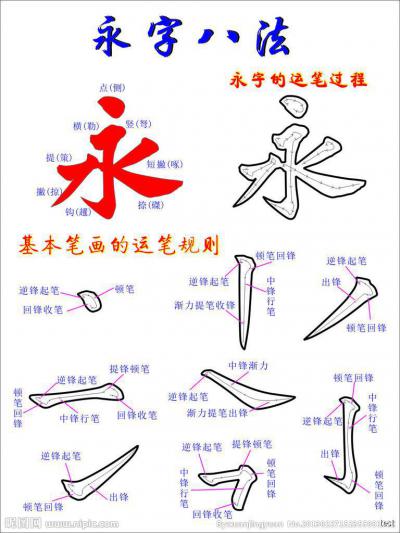 永字八法
永字的运笔过程
点(侧)
横(勒)
竖(弩)
提(策)
短撇(啄)
撇(掠)
钩(趯)
捺(磔)
永
永
基本笔画的运笔规则
逆锋起笔
顿笔
回锋收笔
顿笔回锋
逆锋起笔
中锋行笔
渐力提笔收锋
顿笔回锋
出锋
逆锋起笔
顿笔回锋
提锋顿笔
逆锋起笔
顿笔回锋
中锋行笔
回锋收笔
中锋渐力
逆锋起笔
渐力提笔出锋
顿笔回锋
中锋行笔
逆锋起笔
出锋
顿笔回锋
逆锋起笔
出锋
顿笔回锋
逆锋起笔
提锋顿笔
顿笔回锋
中锋行笔
出锋
昵图网 www.nipic.com